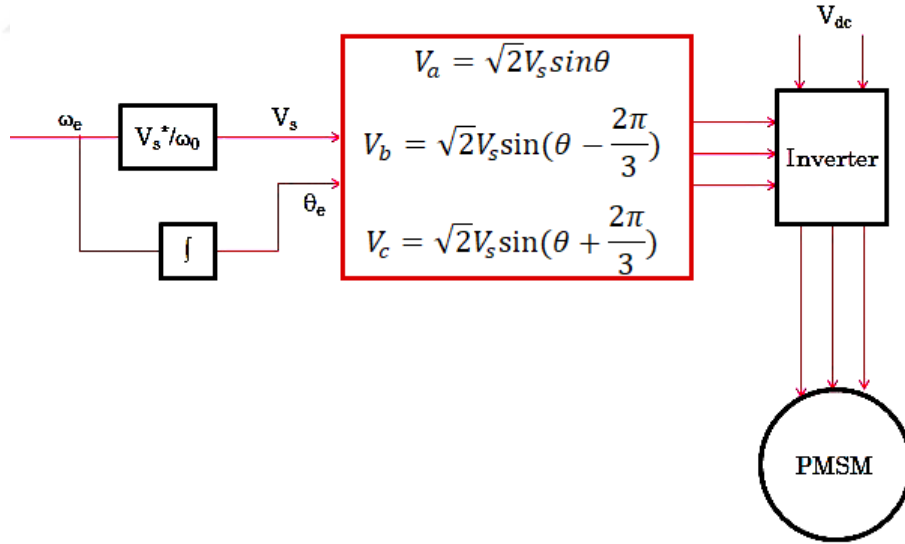 V_dc
V_a = √2V_s sinθ
ω_e
V_s*/ω_0
V_s
V_b = √2V_s sin(θ − 2π/3)
Inverter
θ_e
∫
V_c = √2V_s sin(θ + 2π/3)
PMSM